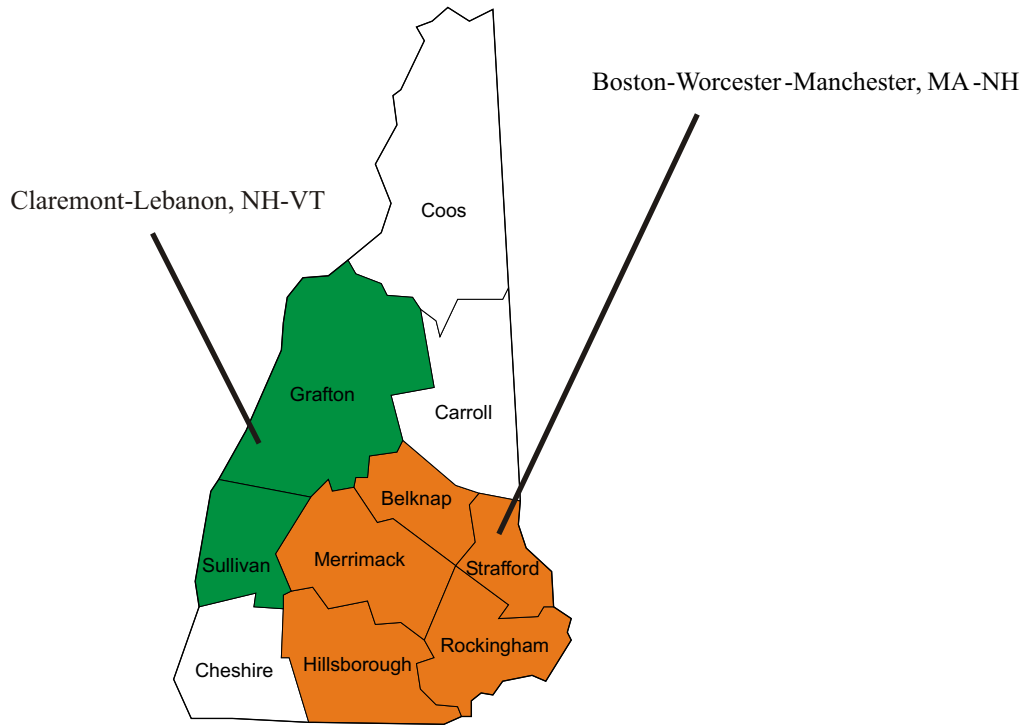 Boston-Worcester-Manchester, MA-NH
Claremont-Lebanon, NH-VT
Coos
Grafton
Carroll
Belknap
Merrimack
Sullivan
Strafford
Rockingham
Hillsborough
Cheshire